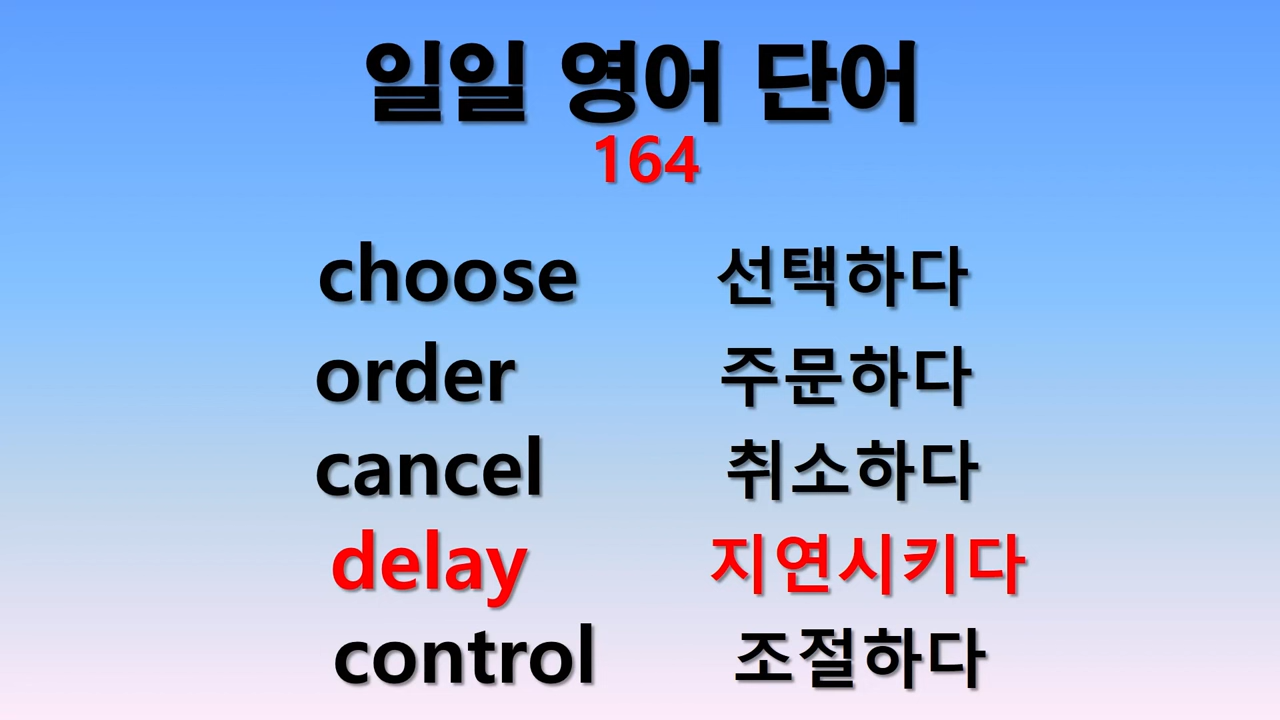 일일 영어 단어
164
choose 선택하다
order 주문하다
cancel 취소하다
delay 지연시키다
control 조절하다